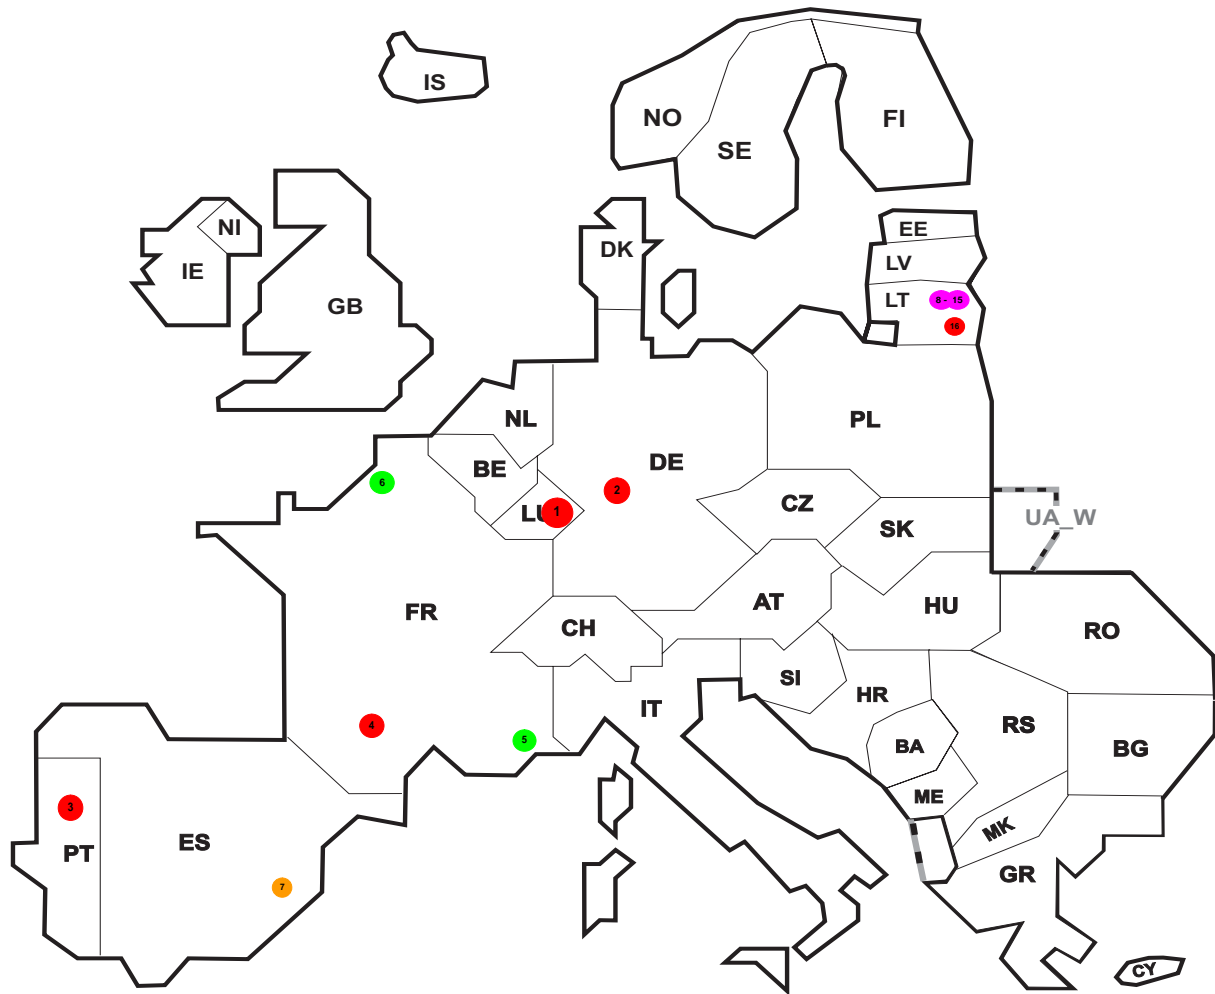 IS
NO
SE
FI
NI
IE
GB
DK
EE
LV
LT
8 - 15
16
NL
BE
DE
PL
6
2
LU
1
CZ
SK
UA_W
FR
CH
AT
HU
RO
SI
HR
IT
RS
BA
BG
4
5
ME
MK
3
PT
ES
7
GR
CY